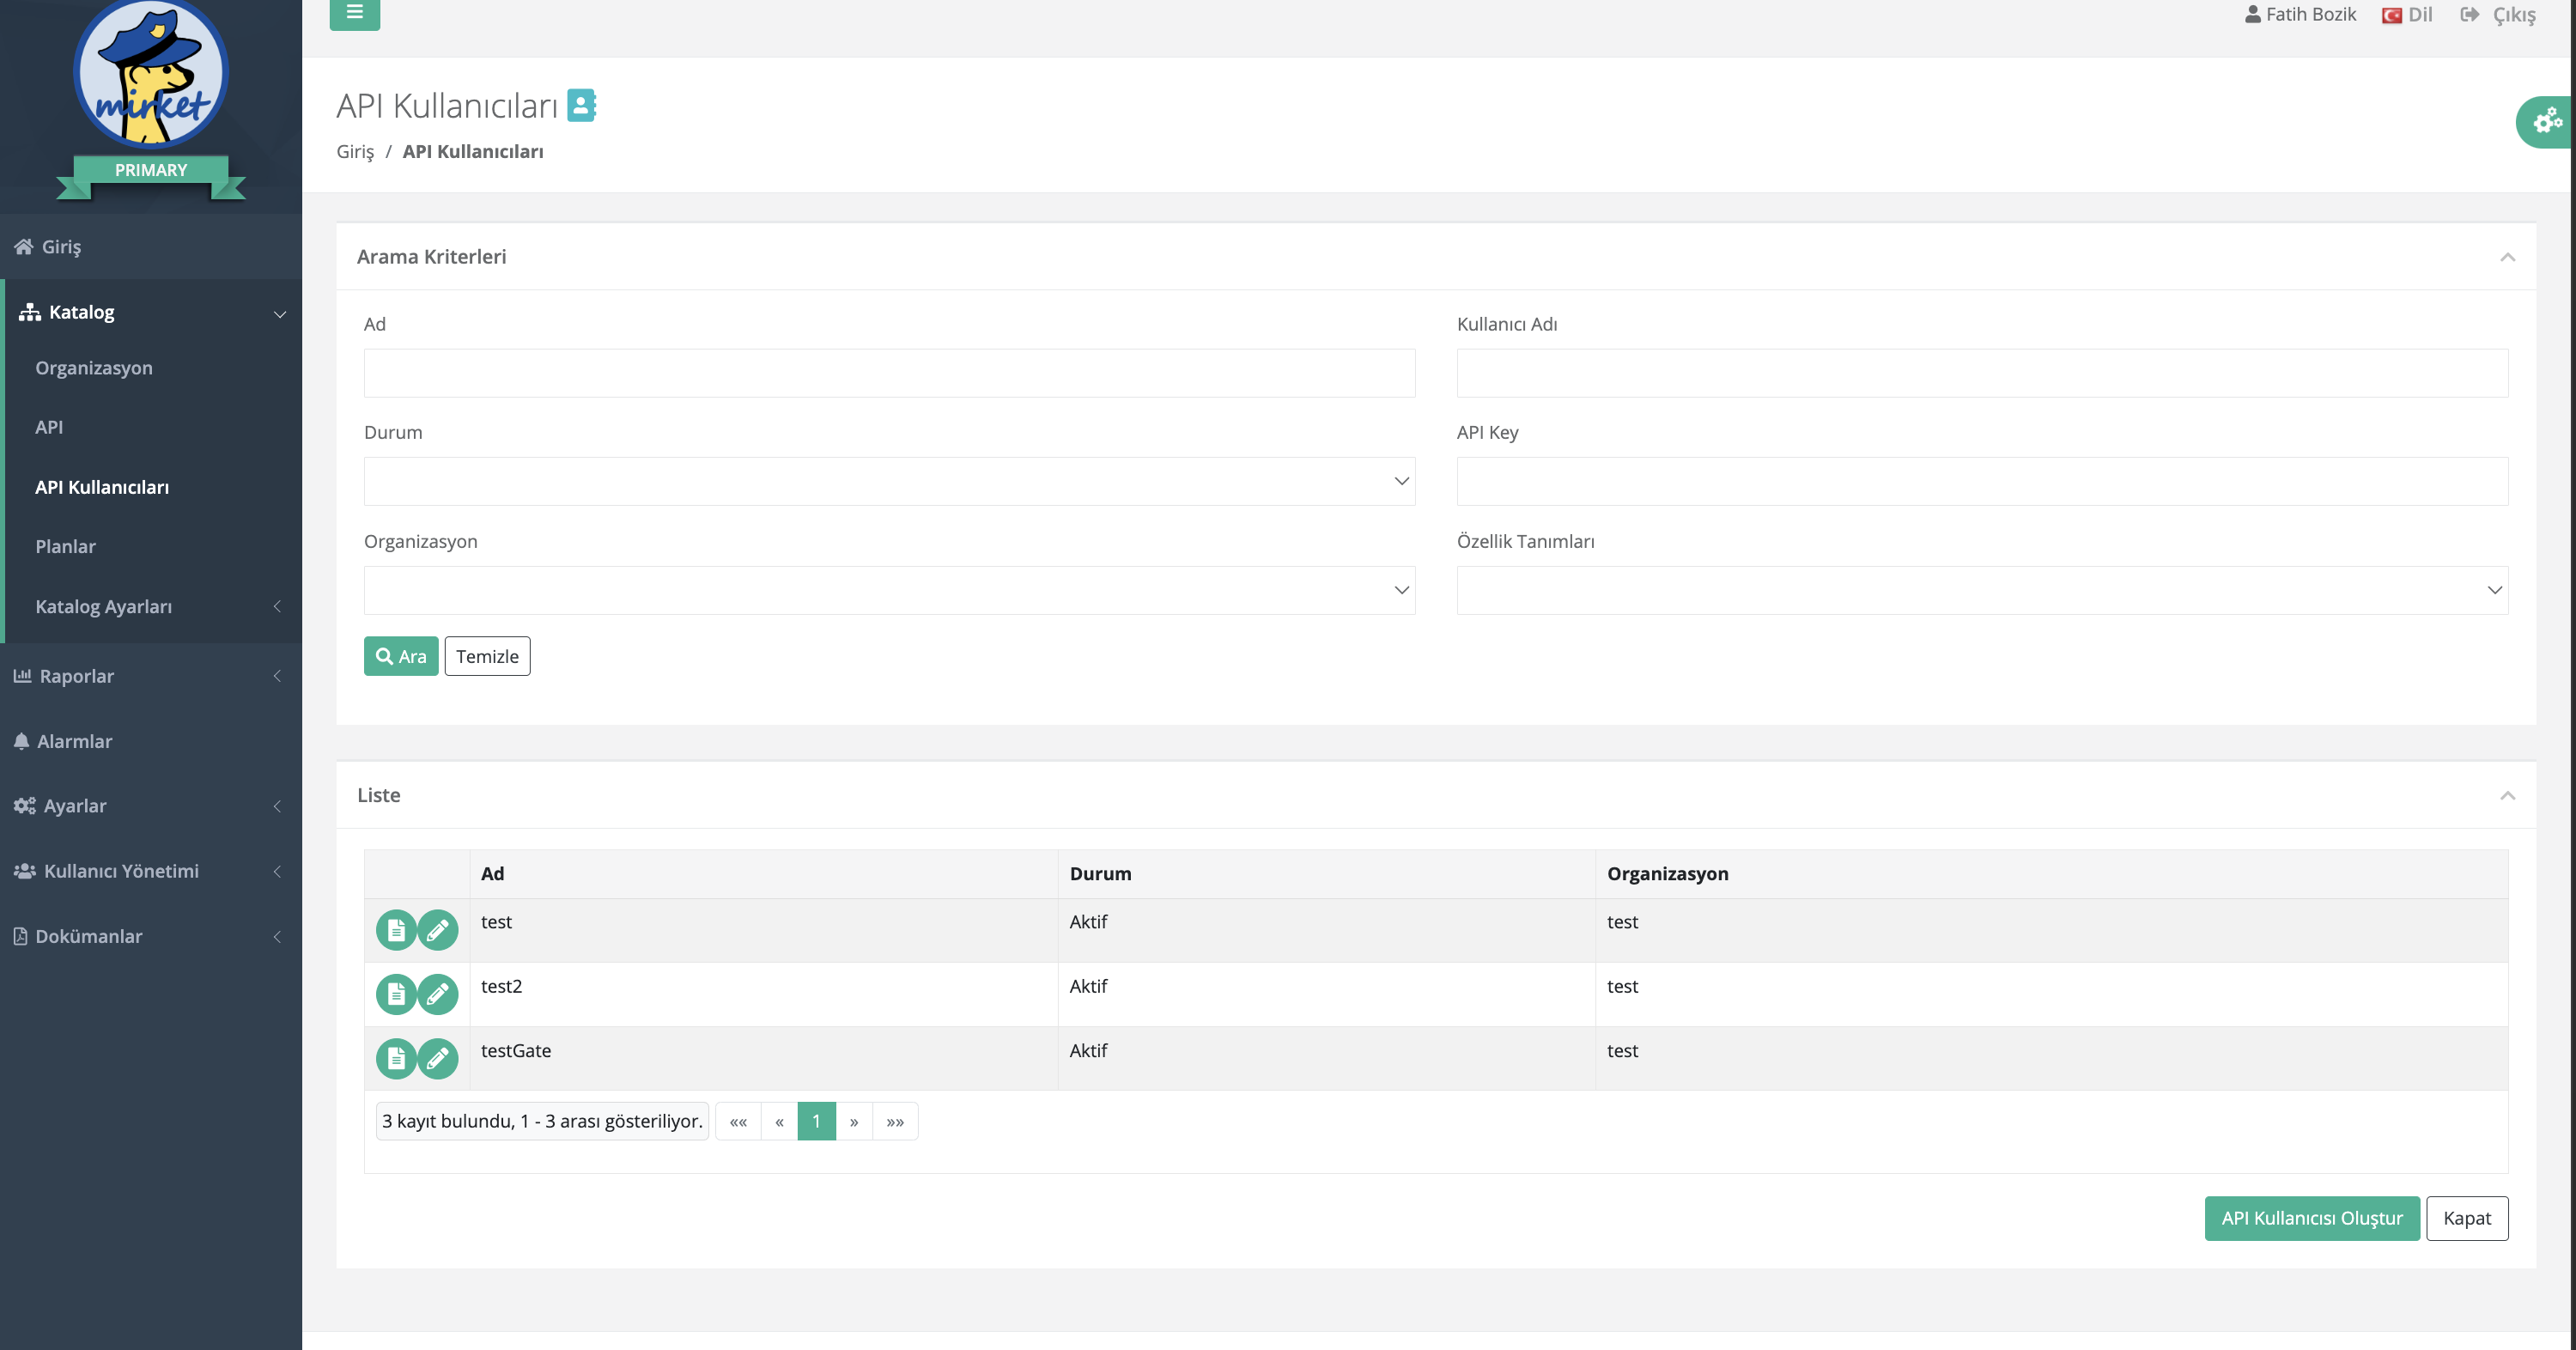 Fatih Bozik Dil Çıkış
mirket
PRIMARY
Giriş
Katalog
Organizasyon
API
API Kullanıcıları
Planlar
Katalog Ayarları
Raporlar
Alarmlar
Ayarlar
Kullanıcı Yönetimi
Dokümanlar
API Kullanıcıları
Giriş / API Kullanıcıları
Arama Kriterleri
Ad Kullanıcı Adı
Durum API Key
Organizasyon Özellik Tanımları
Ara Temizle
Liste
Ad Durum Organizasyon
test Aktif test
test2 Aktif test
testGate Aktif test
3 kayıt bulundu, 1 - 3 arası gösteriliyor. «« « 1 » »»
API Kullanıcısı Oluştur Kapat